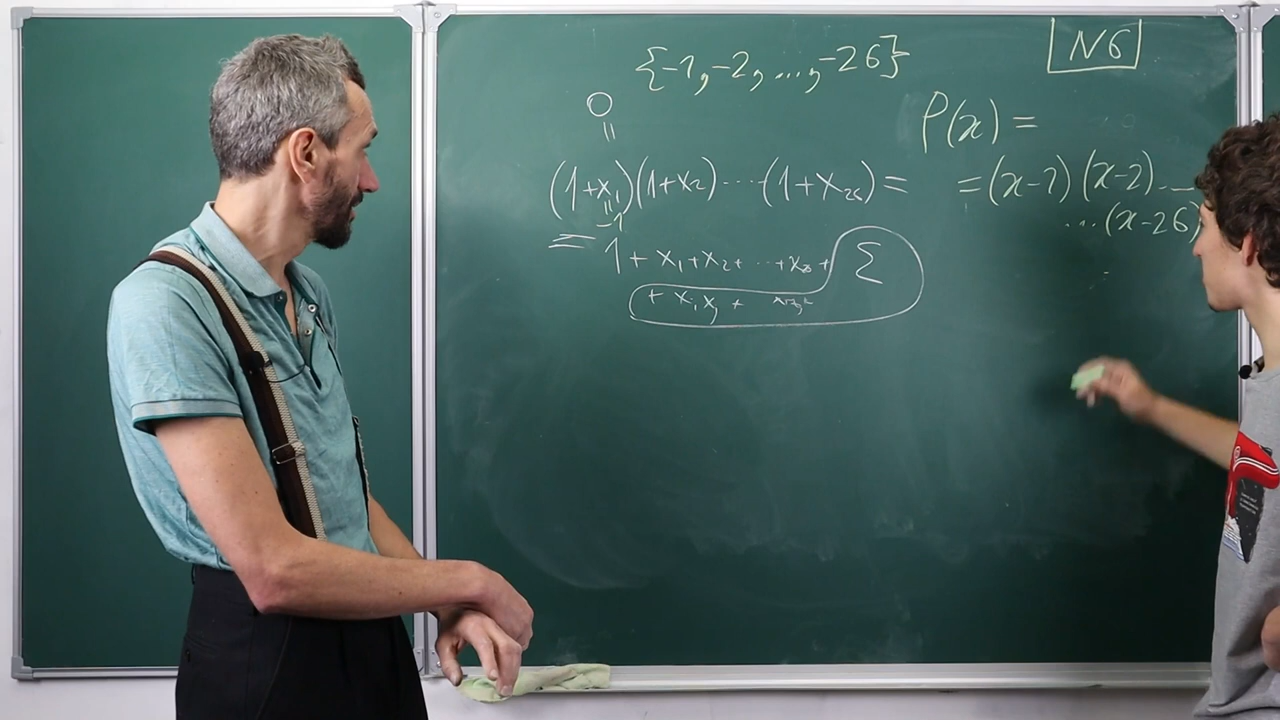 {-1, -2, ..., -26}
N6
0
||
P(x) =
(1+x₁)(1+x₂)⋯(1+x₂₆) =
=(x-1)(x-2)...
||
-1
...(x-26)
= 1 + x₁+x₂+ ⋯+x₂₆+ Σ
+ xᵢxⱼ +